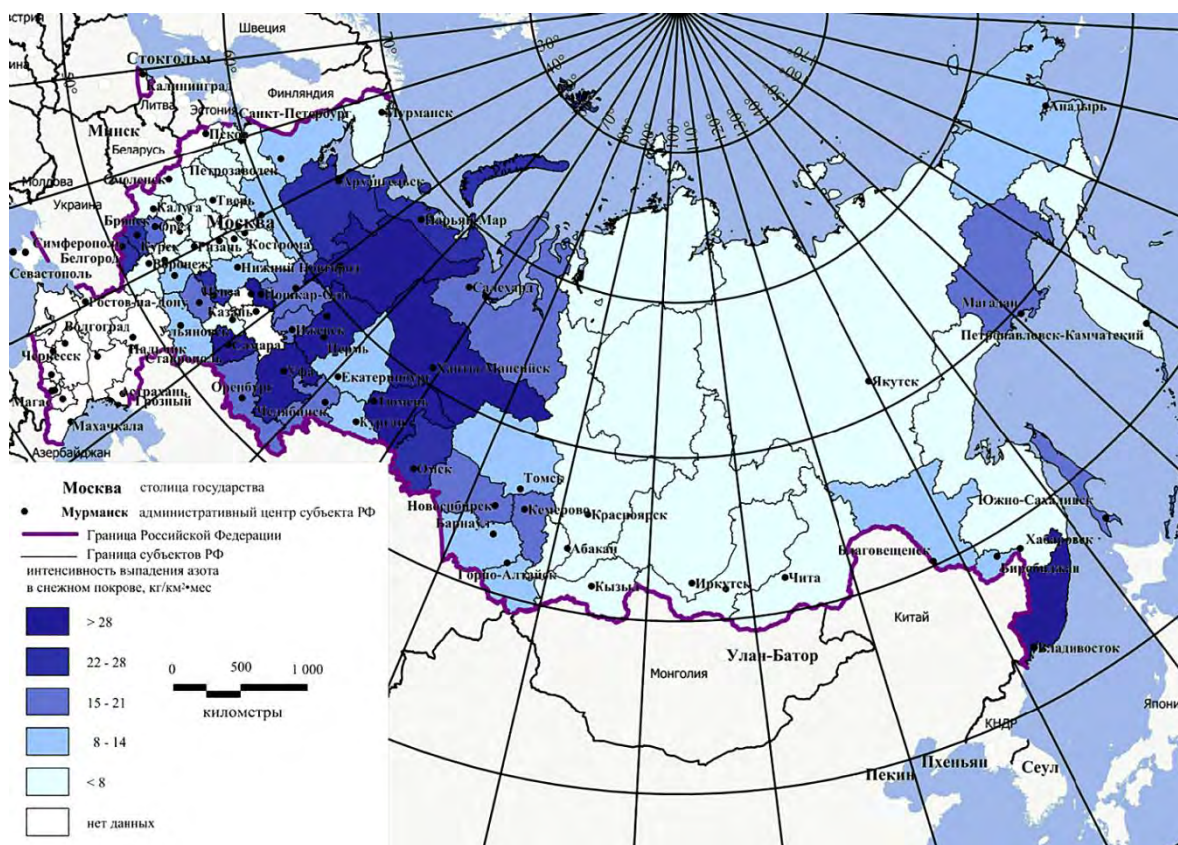 Швеция
Стокгольм
Калининград
Литва
Эстония
Финляндия
Санкт-Петербург
Мурманск
Минск
Беларусь
Петрозаводск
Смоленск
Молдова
Украина
Калуга
Тверь
Архангельск
Нарьян-Мар
Анадырь
Брянск
Москва
Симферополь
Курск
Рязань
Кострома
Белгород
Севастополь
Воронеж
Нижний Новгород
Салехард
Пенза
Йошкар-Ола
Ростов-на-Дону
Казань
Магадан
Волгоград
Ульяновск
Ижевск
Петропавловск-Камчатский
Черкесск
Нальчик
Самара
Пермь
Ставрополь
Ханты-Мансийск
Якутск
Уфа
Екатеринбург
Оренбург
Тюмень
Астрахань
Челябинск
Мага
Грозный
Курган
Махачкала
Азербайджан
Омск
Томск
Новосибирск
Кемерово
Красноярск
Южно-Сахалинск
Барнаул
Хабаровск
Абакан
Благовещенск
Биробиджан
Горно-Алтайск
Кызыл
Иркутск
Чита
Китай
Улан-Батор
Владивосток
Монголия
Япони
КНДР
Пхеньян
Сеул
Пекин
Москва столица государства
Мурманск административный центр субъекта РФ
Граница Российской Федерации
Граница субъектов РФ
интенсивность выпадения азота
в снежном покрове, кг/км²•мес
> 28
22 - 28
15 - 21
8 - 14
< 8
нет данных
0 500 1 000
километры